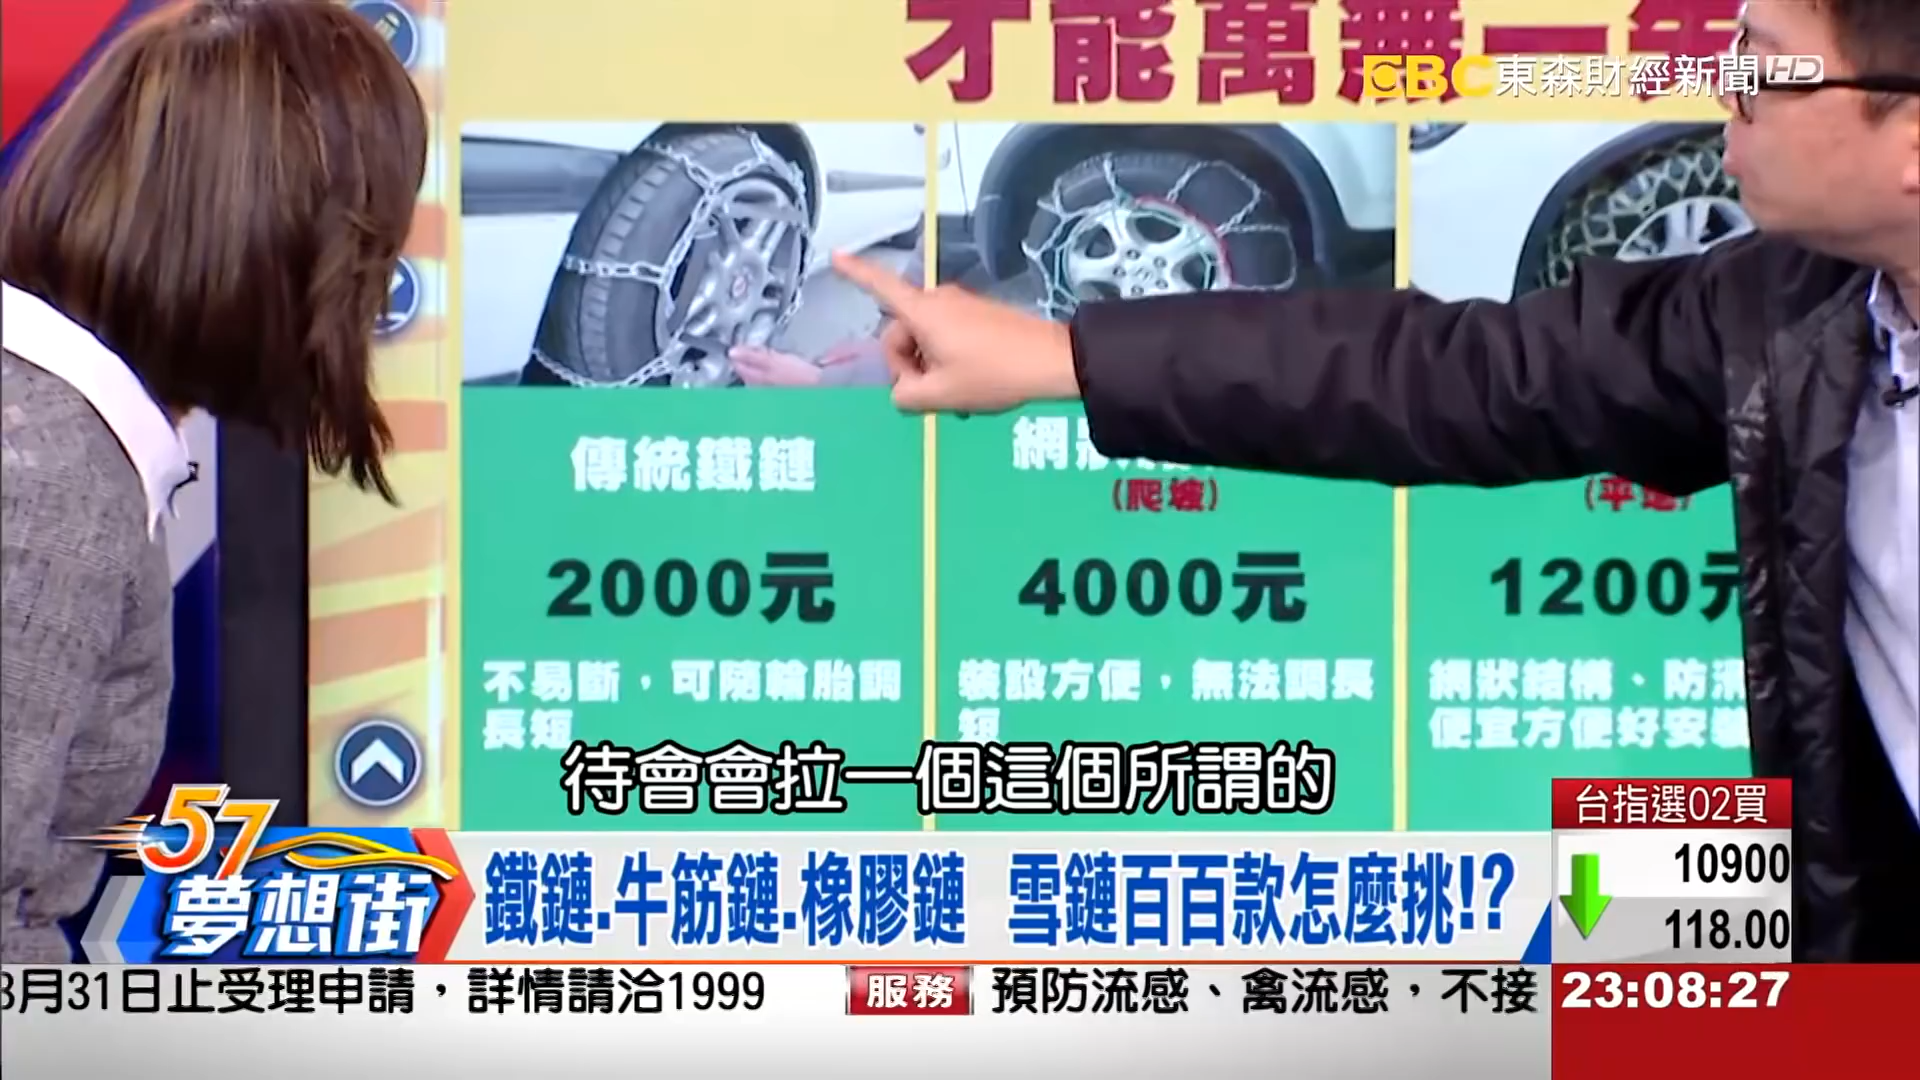 才能萬無一失
EBC東森財經新聞HD
傳統鐵鏈
網狀
(爬坡)
2000元
4000元
1200元
不易斷，可隨輪胎調
長短
裝設方便，無法調長
短
網狀結構、防滑
便宜方便好安裝
待會會拉一個這個所謂的
57
夢想街
鐵鏈.牛筋鏈.橡膠鏈 雪鏈百百款怎麼挑!?
台指選02買
10900
118.00
3月31日止受理申請，詳情請洽1999
服務
預防流感、禽流感，不接
23:08:27